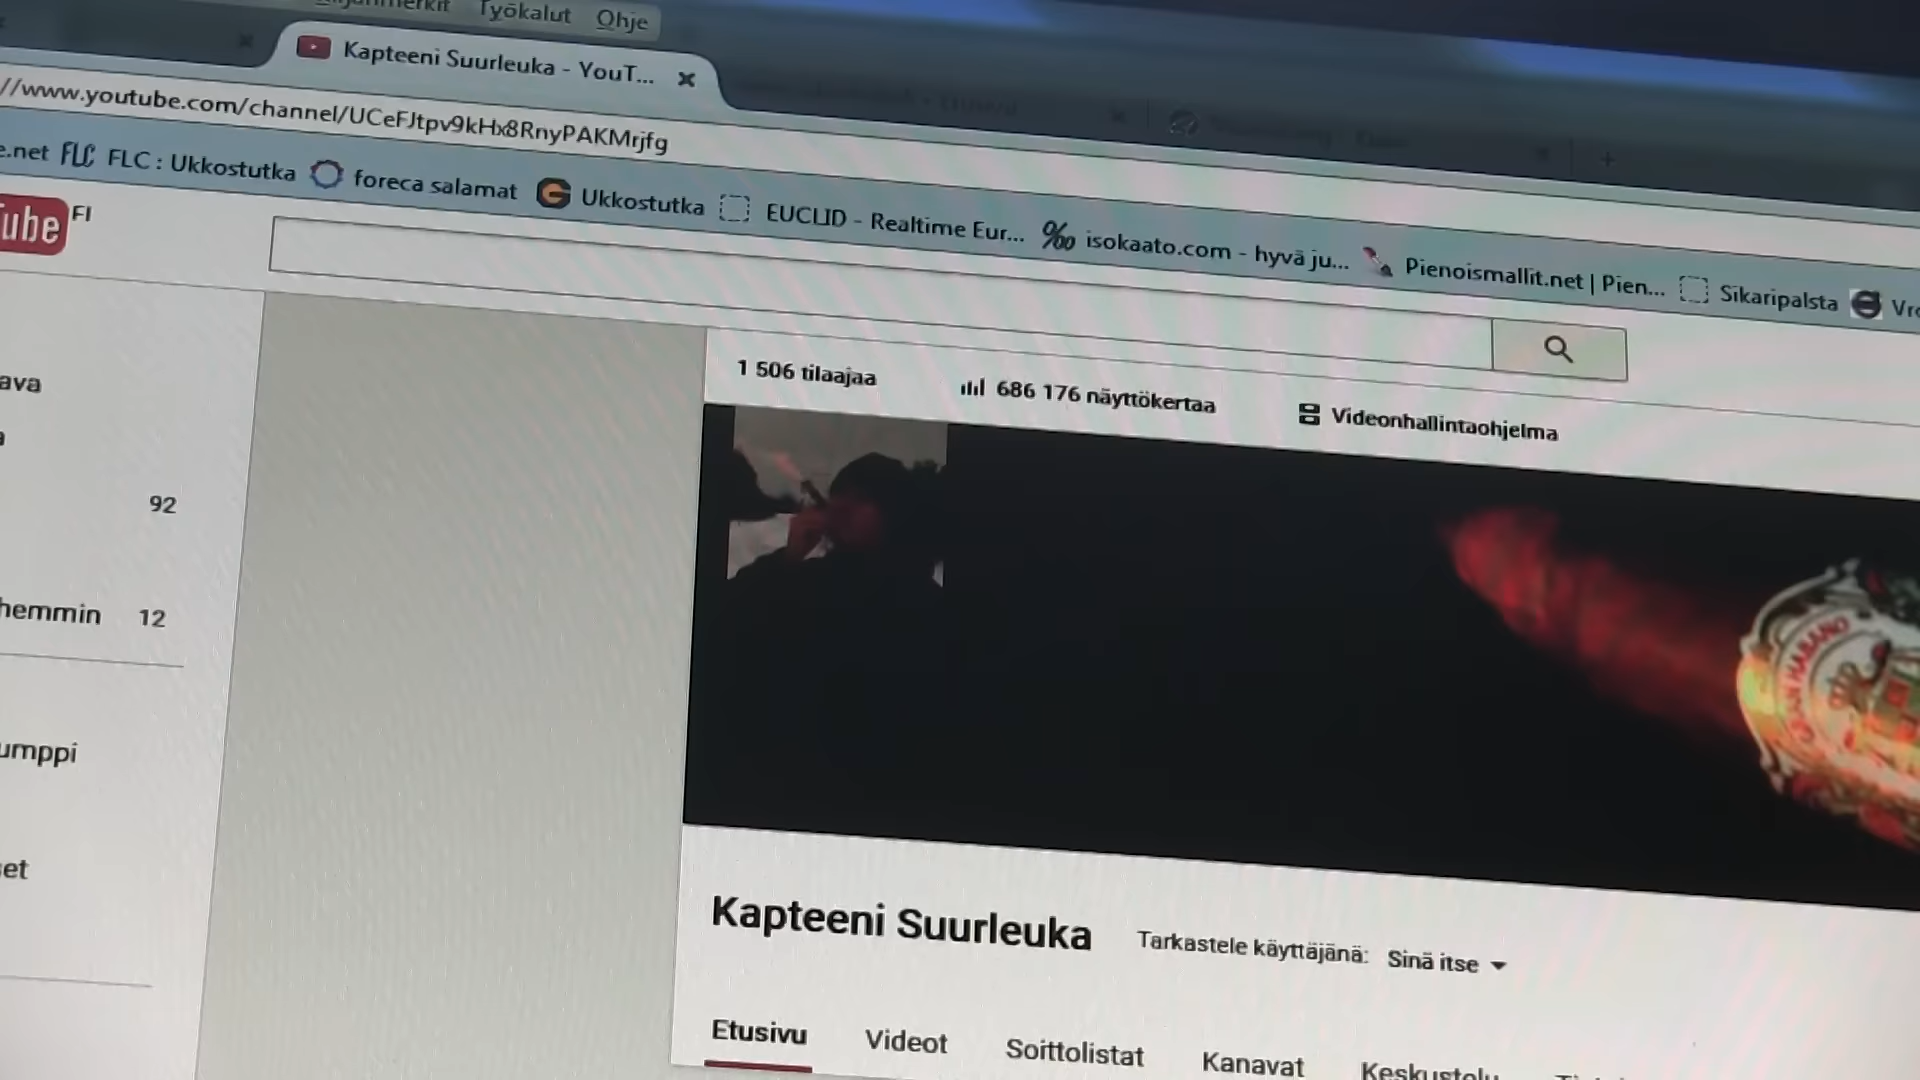 Työkalut Ohje
Kapteeni Suurleuka - YouT...
//www.youtube.com/channel/UCeFJtpv9kHx8RnyPAKMrjfg
e.net FLC FLC : Ukkostutka foreca salamat Ukkostutka EUCLID - Realtime Eur... isokaato.com - hyvä ju... Pienoismallit.net | Pien... Sikaripalsta
Tube FI
1 506 tilaajaa 686 176 näyttökertaa Videonhallintaohjelma
ava
92
hemmin 12
umppi
et
Kapteeni Suurleuka Tarkastele käyttäjänä: Sinä itse
Etusivu Videot Soittolistat Kanavat Keskustelu